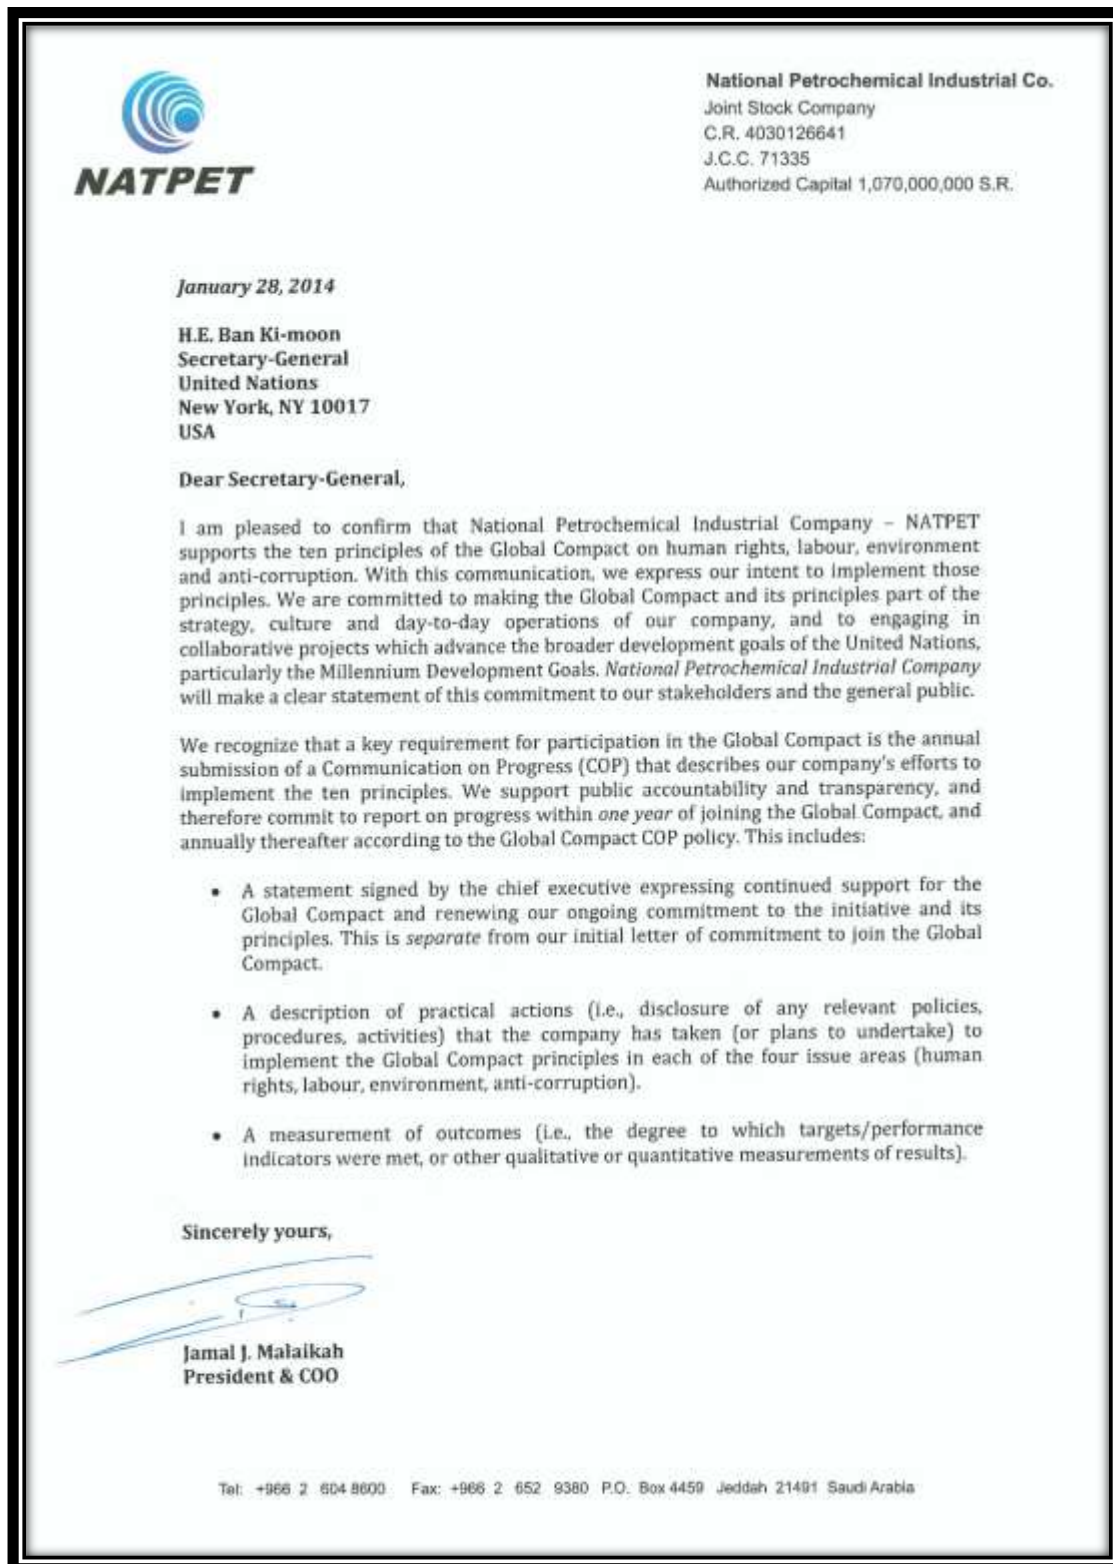 NATPET
National Petrochemical Industrial Co.
Joint Stock Company
C.R. 4030126641
J.C.C. 71335
Authorized Capital 1,070,000,000 S.R.
January 28, 2014
H.E. Ban Ki-moon
Secretary-General
United Nations
New York, NY 10017
USA
Dear Secretary-General,
I am pleased to confirm that National Petrochemical Industrial Company – NATPET
supports the ten principles of the Global Compact on human rights, labour, environment
and anti-corruption. With this communication, we express our intent to implement those
principles. We are committed to making the Global Compact and its principles part of the
strategy, culture and day-to-day operations of our company, and to engaging in
collaborative projects which advance the broader development goals of the United Nations,
particularly the Millennium Development Goals. National Petrochemical Industrial Company
will make a clear statement of this commitment to our stakeholders and the general public.
We recognize that a key requirement for participation in the Global Compact is the annual
submission of a Communication on Progress (COP) that describes our company's efforts to
implement the ten principles. We support public accountability and transparency, and
therefore commit to report on progress within one year of joining the Global Compact, and
annually thereafter according to the Global Compact COP policy. This includes:
• A statement signed by the chief executive expressing continued support for the
Global Compact and renewing our ongoing commitment to the initiative and its
principles. This is separate from our initial letter of commitment to join the Global
Compact.
• A description of practical actions (i.e., disclosure of any relevant policies,
procedures, activities) that the company has taken (or plans to undertake) to
implement the Global Compact principles in each of the four issue areas (human
rights, labour, environment, anti-corruption).
• A measurement of outcomes (i.e., the degree to which targets/performance
indicators were met, or other qualitative or quantitative measurements of results).
Sincerely yours,
Jamal J. Malaikah
President & COO
Tel: +966 2 604 8600 Fax: +966 2 652 9380 P.O. Box 4459 Jeddah 21491 Saudi Arabia